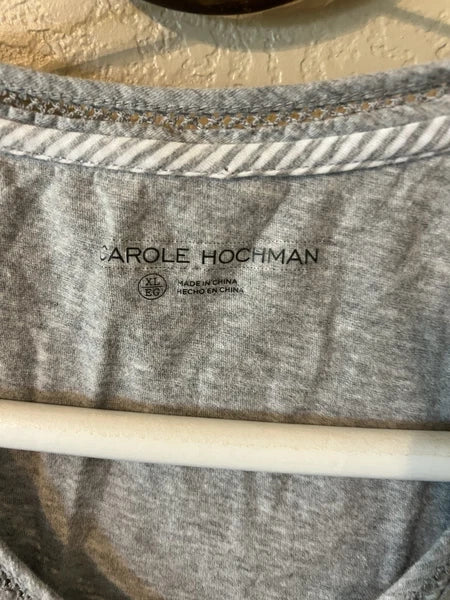 CAROLE HOCHMAN
XL
EG
MADE IN CHINA
HECHO EN CHINA